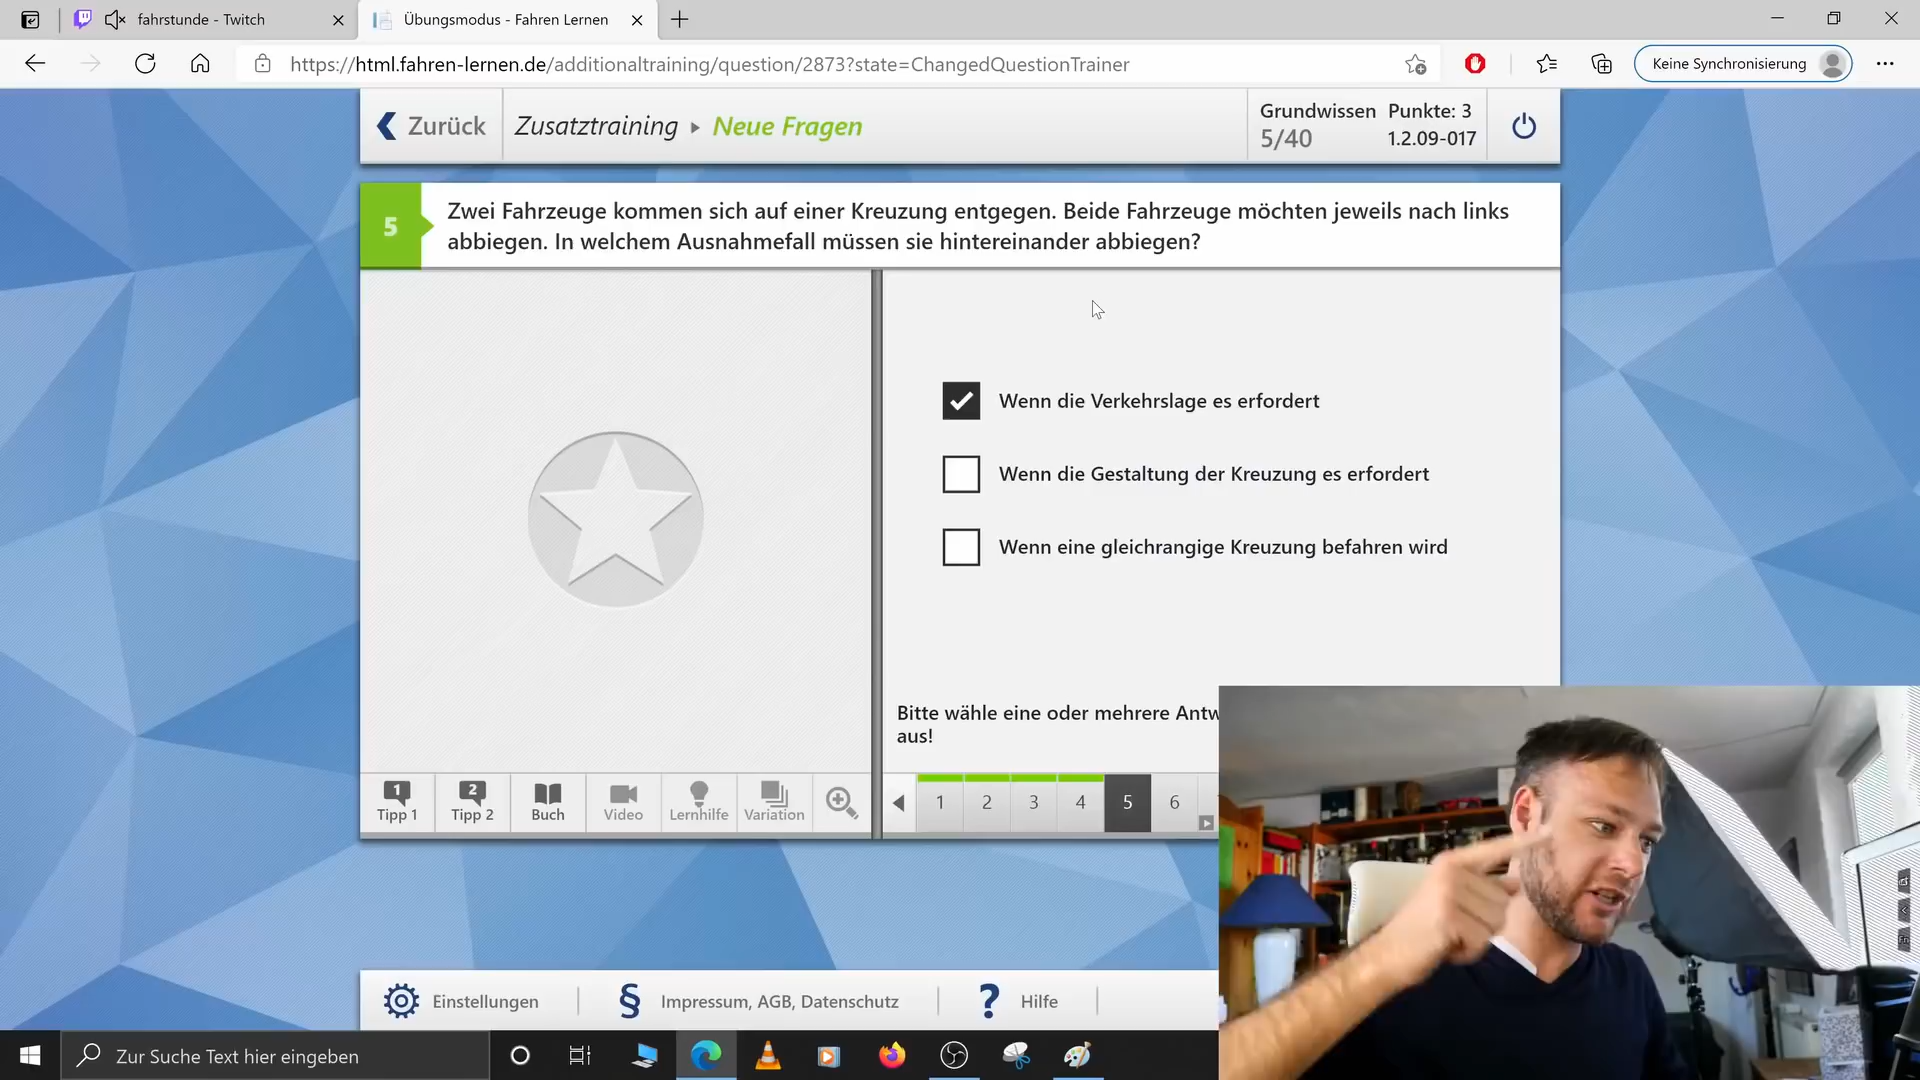 fahrstunde - Twitch
Übungsmodus - Fahren Lernen
https://html.fahren-lernen.de/additionaltraining/question/2873?state=ChangedQuestionTrainer
Keine Synchronisierung
Zurück
Zusatztraining ▸ Neue Fragen
Grundwissen Punkte: 3
5/40 1.2.09-017
5
Zwei Fahrzeuge kommen sich auf einer Kreuzung entgegen. Beide Fahrzeuge möchten jeweils nach links
abbiegen. In welchem Ausnahmefall müssen sie hintereinander abbiegen?
Wenn die Verkehrslage es erfordert
Wenn die Gestaltung der Kreuzung es erfordert
Wenn eine gleichrangige Kreuzung befahren wird
Bitte wähle eine oder mehrere Antw
aus!
1 2
Tipp 1 Tipp 2 Buch Video Lernhilfe Variation
1 2 3 4 5 6
Einstellungen § Impressum, AGB, Datenschutz ? Hilfe
Zur Suche Text hier eingeben